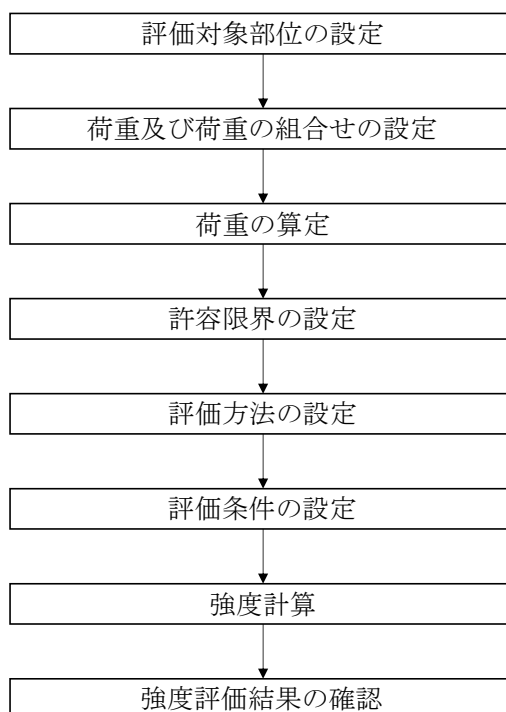 評価対象部位の設定
荷重及び荷重の組合せの設定
荷重の算定
許容限界の設定
評価方法の設定
評価条件の設定
強度計算
強度評価結果の確認